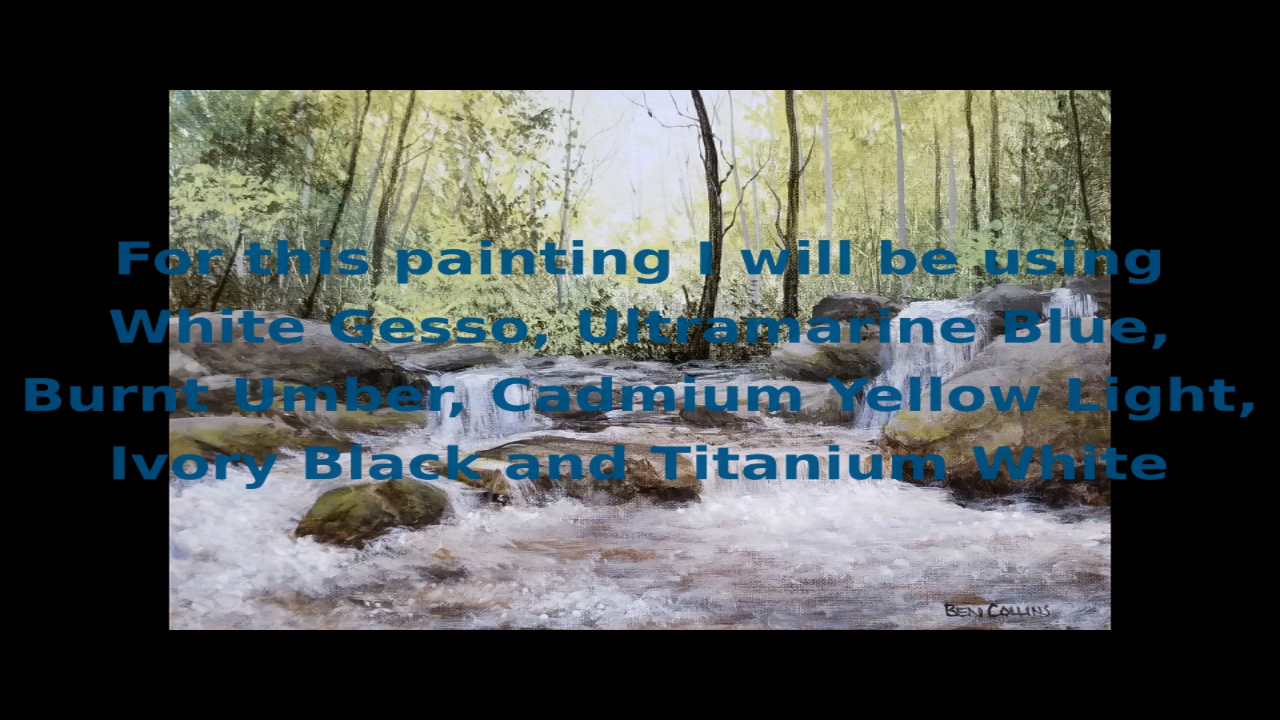 For this painting I will be using
White Gesso, Ultramarine Blue,
Burnt Umber, Cadmium Yellow Light,
Ivory Black and Titanium White
BEN COLLINS